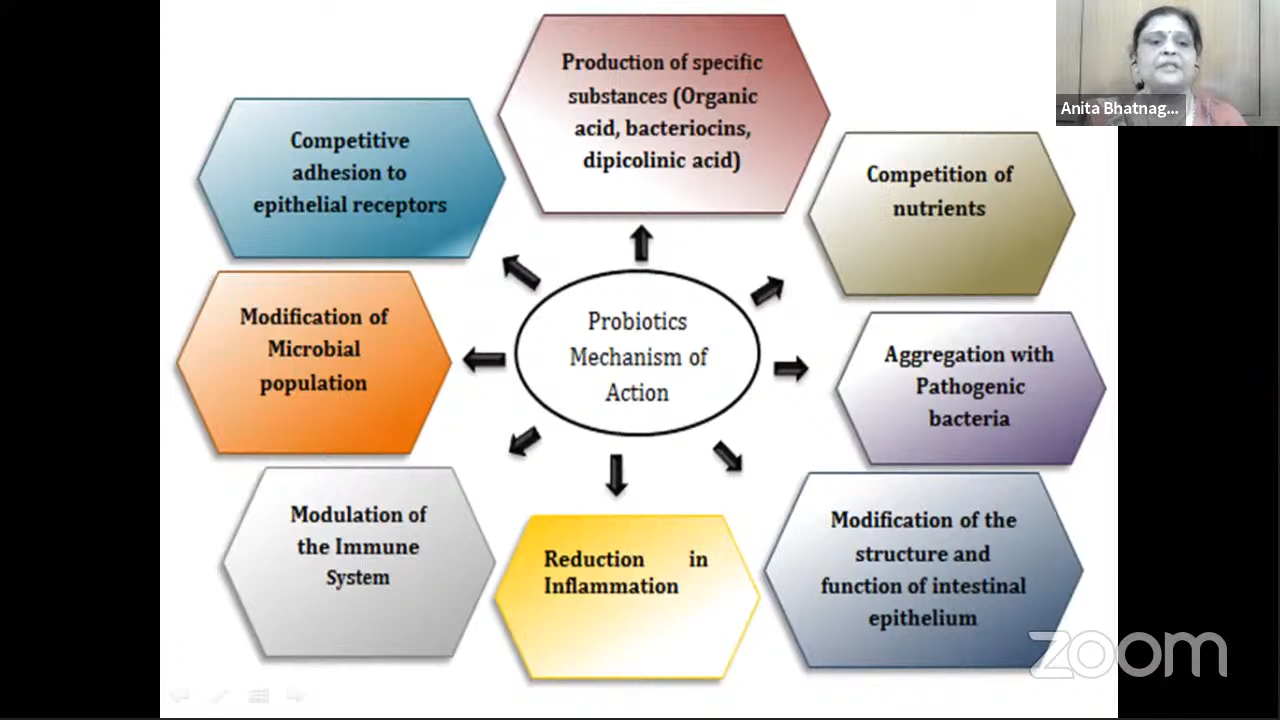 Production of specific
substances (Organic
acid, bacteriocins,
dipicolinic acid)
Anita Bhatnag...
Competitive
adhesion to
epithelial receptors
Competition of
nutrients
Modification of
Microbial
population
Probiotics
Mechanism of
Action
Aggregation with
Pathogenic
bacteria
Modulation of
the Immune
System
Reduction in
Inflammation
Modification of the
structure and
function of intestinal
epithelium
zoom